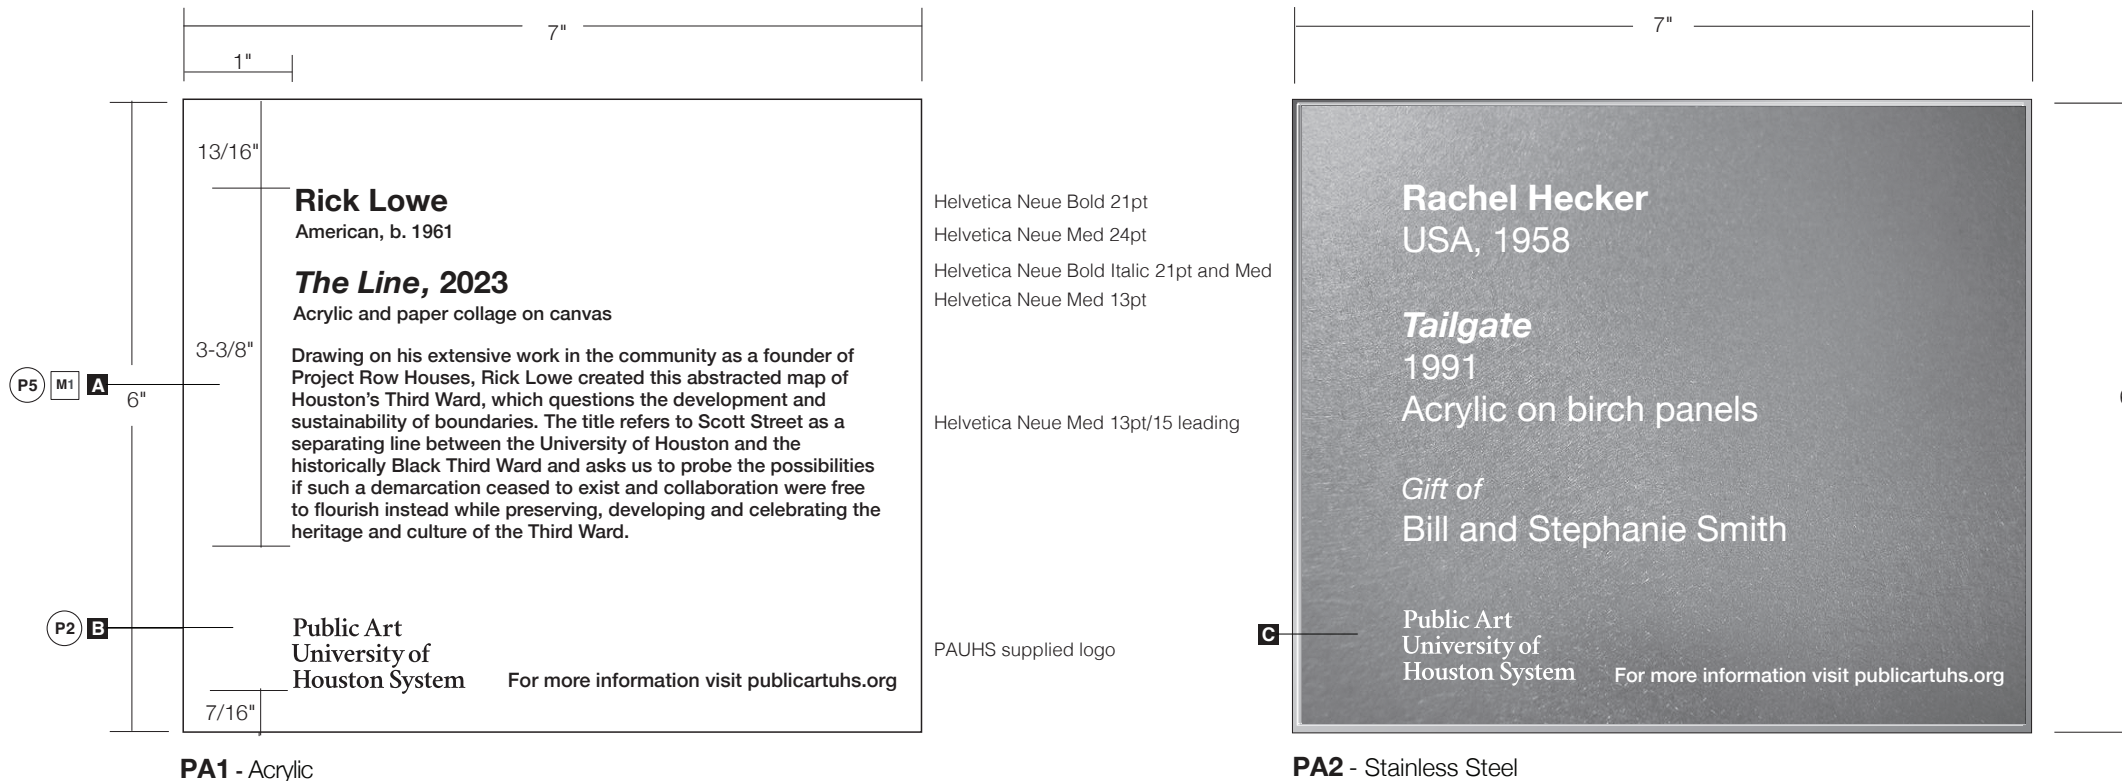 7"
1"
13/16"
Rick Lowe
American, b. 1961
The Line, 2023
Acrylic and paper collage on canvas
3-3/8"
Drawing on his extensive work in the community as a founder of
Project Row Houses, Rick Lowe created this abstracted map of
Houston’s Third Ward, which questions the development and
sustainability of boundaries. The title refers to Scott Street as a
separating line between the University of Houston and the
historically Black Third Ward and asks us to probe the possibilities
if such a demarcation ceased to exist and collaboration were free
to flourish instead while preserving, developing and celebrating the
heritage and culture of the Third Ward.
P5 M1 A
6"
P2 B
Public Art
University of
Houston System
For more information visit publicartuhs.org
7/16"
PA1 - Acrylic
Helvetica Neue Bold 21pt
Helvetica Neue Med 24pt
Helvetica Neue Bold Italic 21pt and Med
Helvetica Neue Med 13pt
Helvetica Neue Med 13pt/15 leading
PAUHS supplied logo
7"
Rachel Hecker
USA, 1958
Tailgate
1991
Acrylic on birch panels
Gift of
Bill and Stephanie Smith
C
Public Art
University of
Houston System
For more information visit publicartuhs.org
PA2 - Stainless Steel